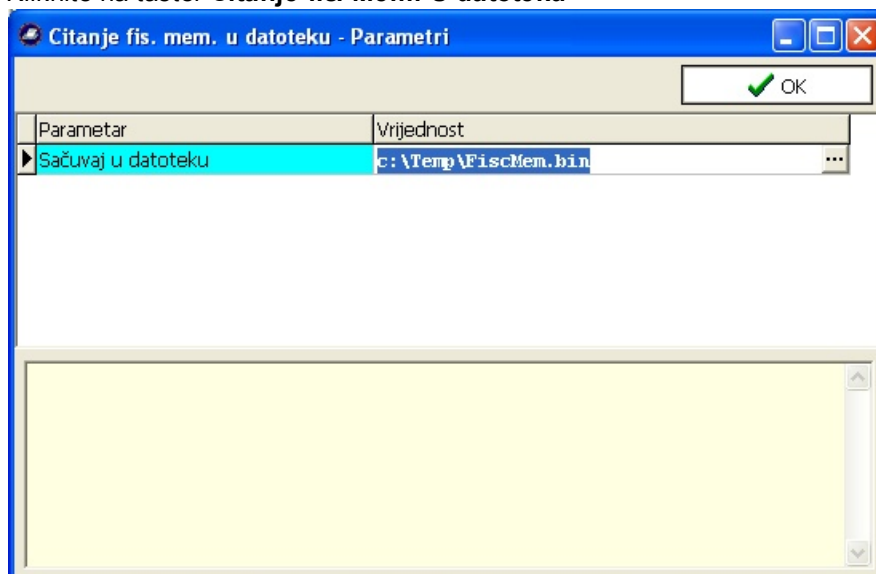 Citanje fis. mem. u datoteku - Parametri
OK
Parametar Vrijednost
Sačuvaj u datoteku c:\Temp\FiscMem.bin ...